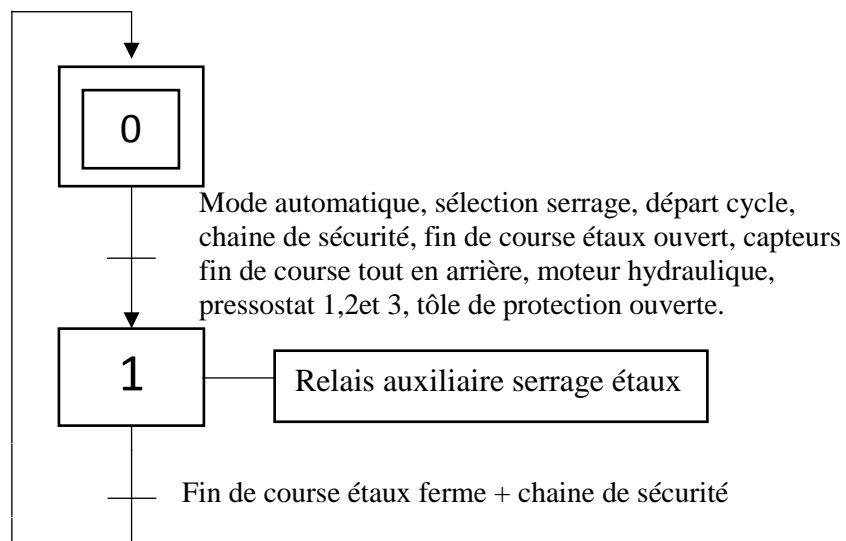 0
Mode automatique, sélection serrage, départ cycle,
chaine de sécurité, fin de course étaux ouvert, capteurs
fin de course tout en arrière, moteur hydraulique,
pressostat 1,2et 3, tôle de protection ouverte.
1
Relais auxiliaire serrage étaux
Fin de course étaux ferme + chaine de sécurité